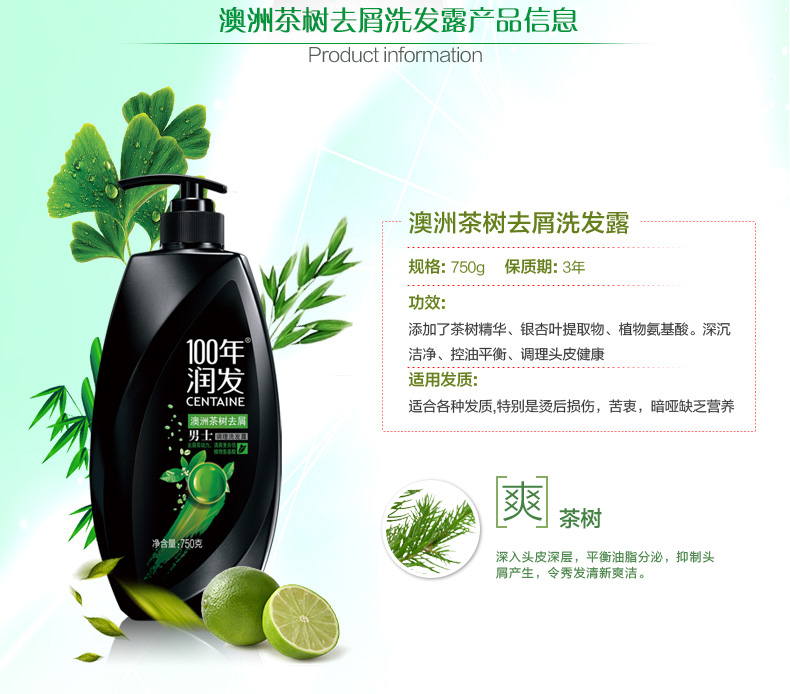 澳洲茶树去屑洗发露产品信息
Product information
澳洲茶树去屑洗发露
规格: 750g 保质期: 3年
功效:
添加了茶树精华、银杏叶提取物、植物氨基酸。深沉
洁净、控油平衡、调理头皮健康
适用发质:
适合各种发质,特别是烫后损伤，苦衷，暗哑缺乏营养
100年®
润发
CENTAINE
澳洲茶树去屑
男士 调理洗发露
净含量:750克
爽 茶树
深入头皮深层，平衡油脂分泌，抑制头
屑产生，令秀发清新爽洁。